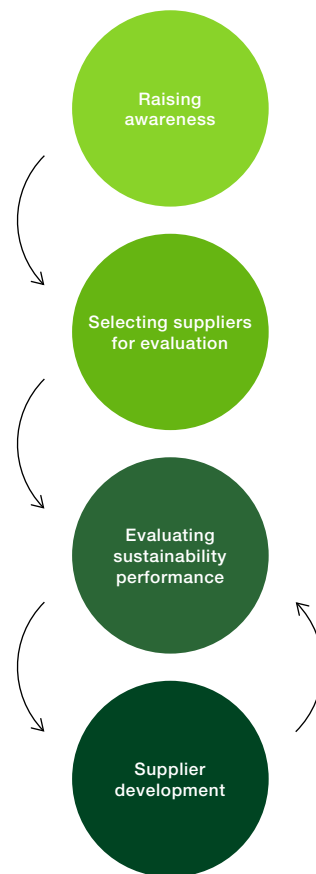 Raising
awareness
Selecting suppliers
for evaluation
Evaluating
sustainability
performance
Supplier
development